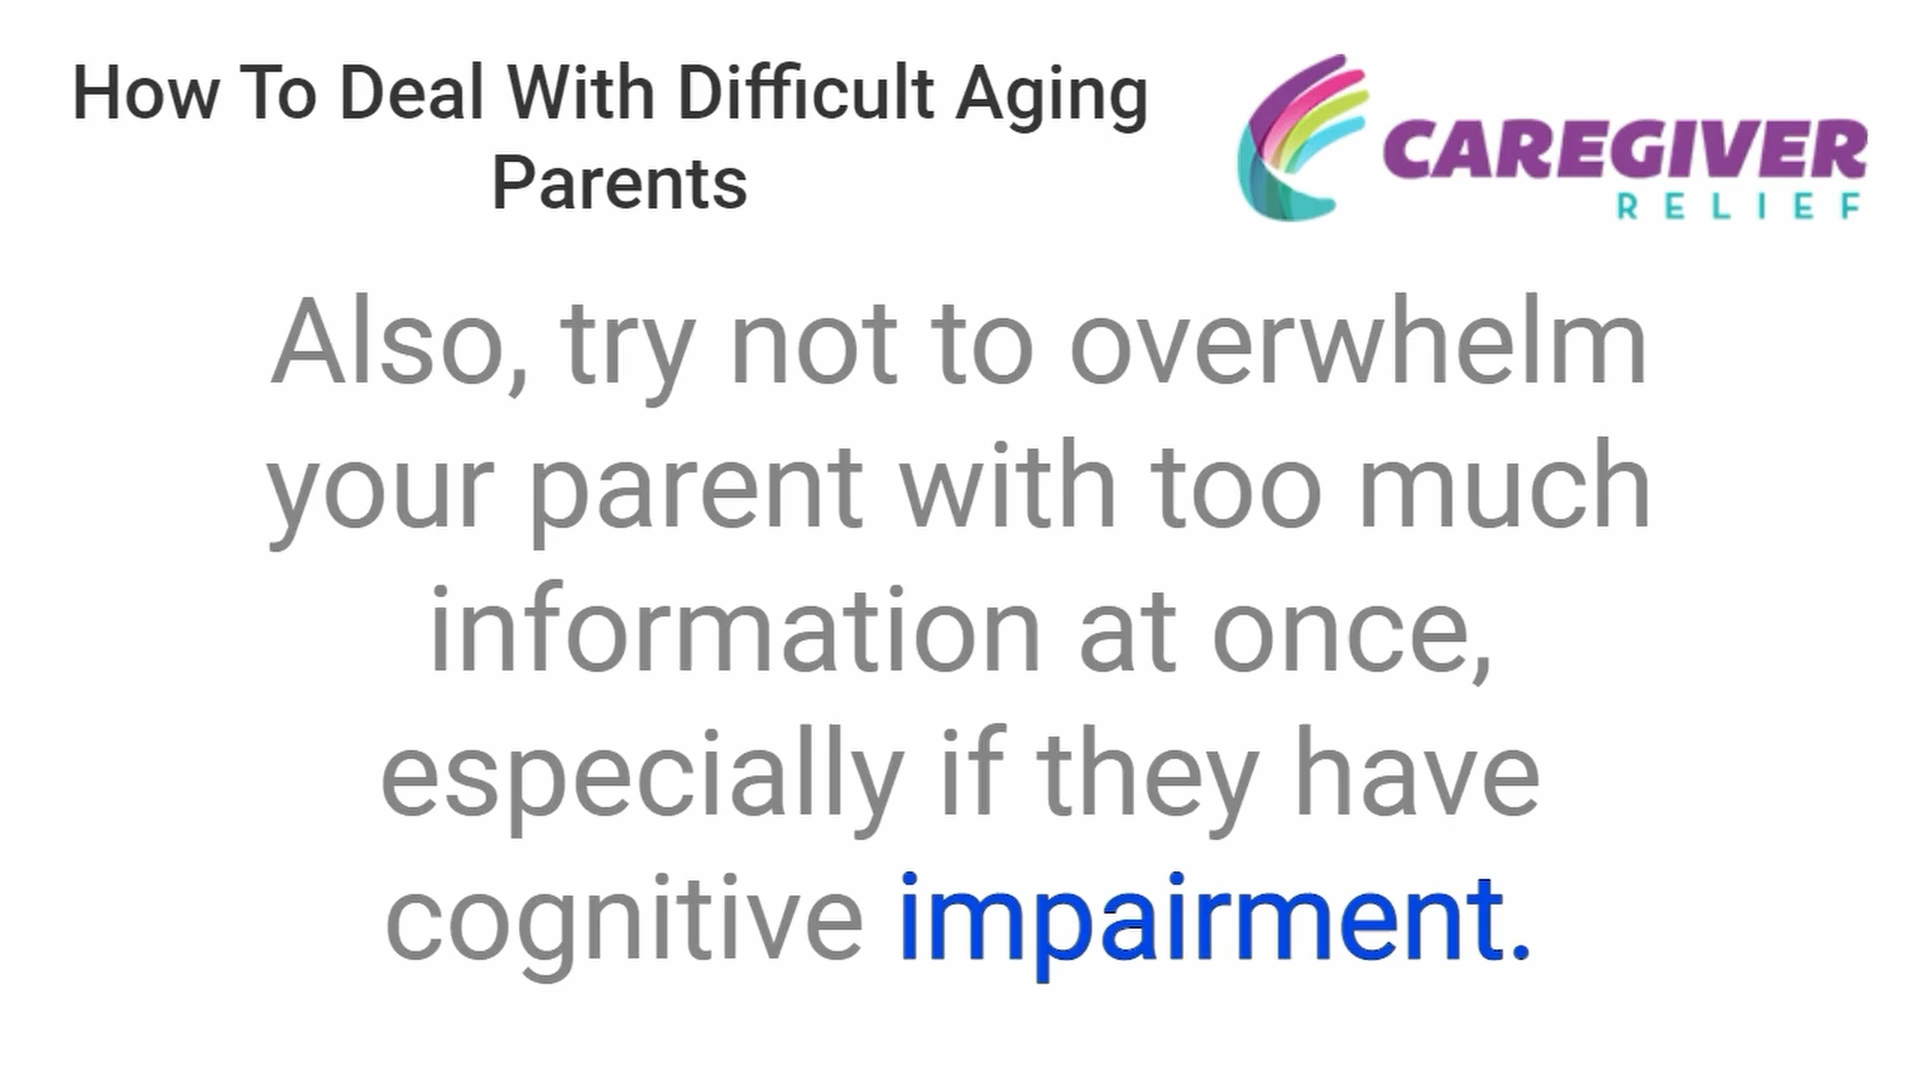 How To Deal With Difficult Aging
Parents
CAREGIVER
RELIEF
Also, try not to overwhelm
your parent with too much
information at once,
especially if they have
cognitive impairment.